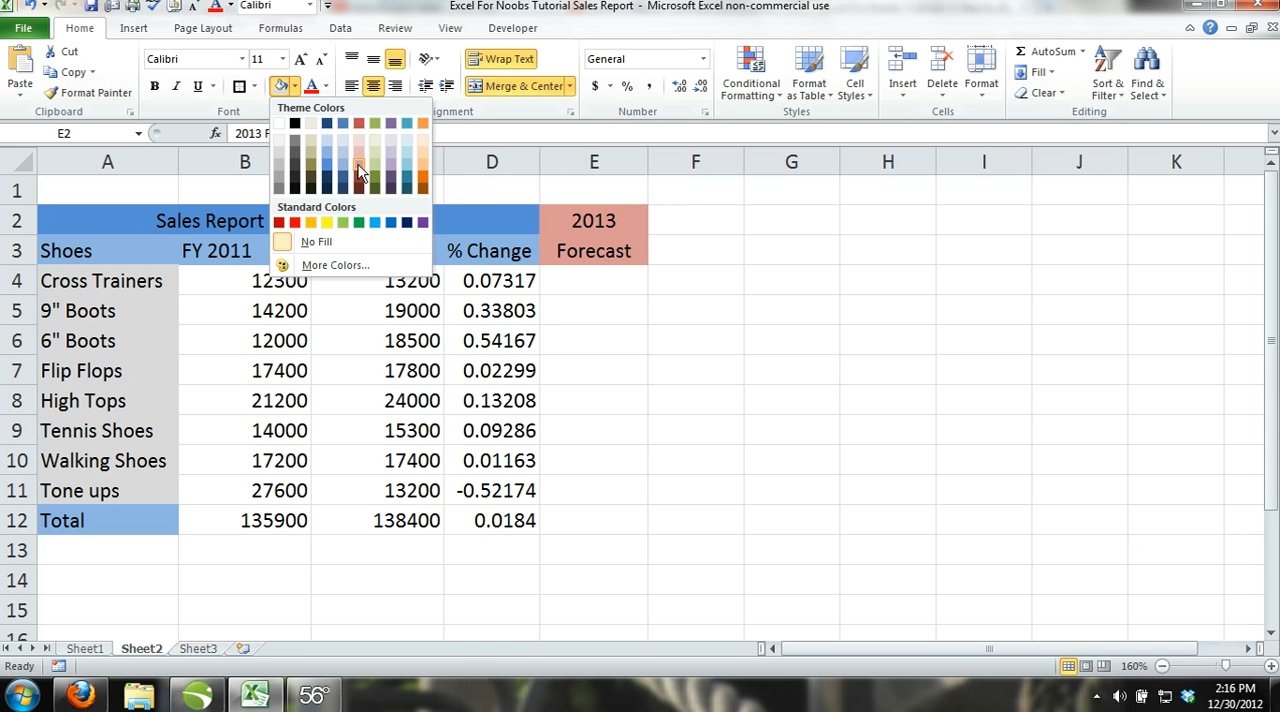 Excel For Noobs Tutorial Sales Report - Microsoft Excel non-commercial use
Calibri
File Home Insert Page Layout Formulas Data Review View Developer
Paste
Cut
Copy
Format Painter
Clipboard
Calibri 11
B I U A
Font
Wrap Text
Merge & Center
General
$ % , .00 .0
Number
Conditional Formatting
Format as Table
Cell Styles
Styles
Insert Delete Format
Cells
Σ AutoSum
Fill
Clear
Sort & Filter
Find & Select
Editing
Theme Colors
Standard Colors
No Fill
More Colors...
E2 fx 2013 F
A B D E F G H I J K
1
2 Sales Report 2013
3 Shoes FY 2011 % Change Forecast
4 Cross Trainers 12300 13200 0.07317
5 9" Boots 14200 19000 0.33803
6 6" Boots 12000 18500 0.54167
7 Flip Flops 17400 17800 0.02299
8 High Tops 21200 24000 0.13208
9 Tennis Shoes 14000 15300 0.09286
10 Walking Shoes 17200 17400 0.01163
11 Tone ups 27600 13200 -0.52174
12 Total 135900 138400 0.0184
13
14
15
16
Sheet1 Sheet2 Sheet3
Ready 160%
56°
2:16 PM
12/30/2012